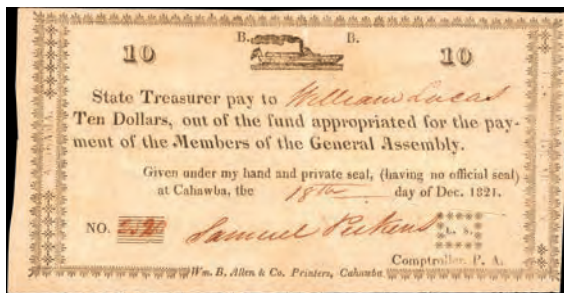 B. B.
10 10
State Treasurer pay to William Lucas
Ten Dollars, out of the fund appropriated for the pay-
ment of the Members of the General Assembly.
Given under my hand and private seal, (having no official seal)
at Cahawba, the 18th day of Dec. 1821.
NO. Samuel Pickens L. S.
Comptroller P. A.
Wm. B. Allen & Co. Printers, Cahawba